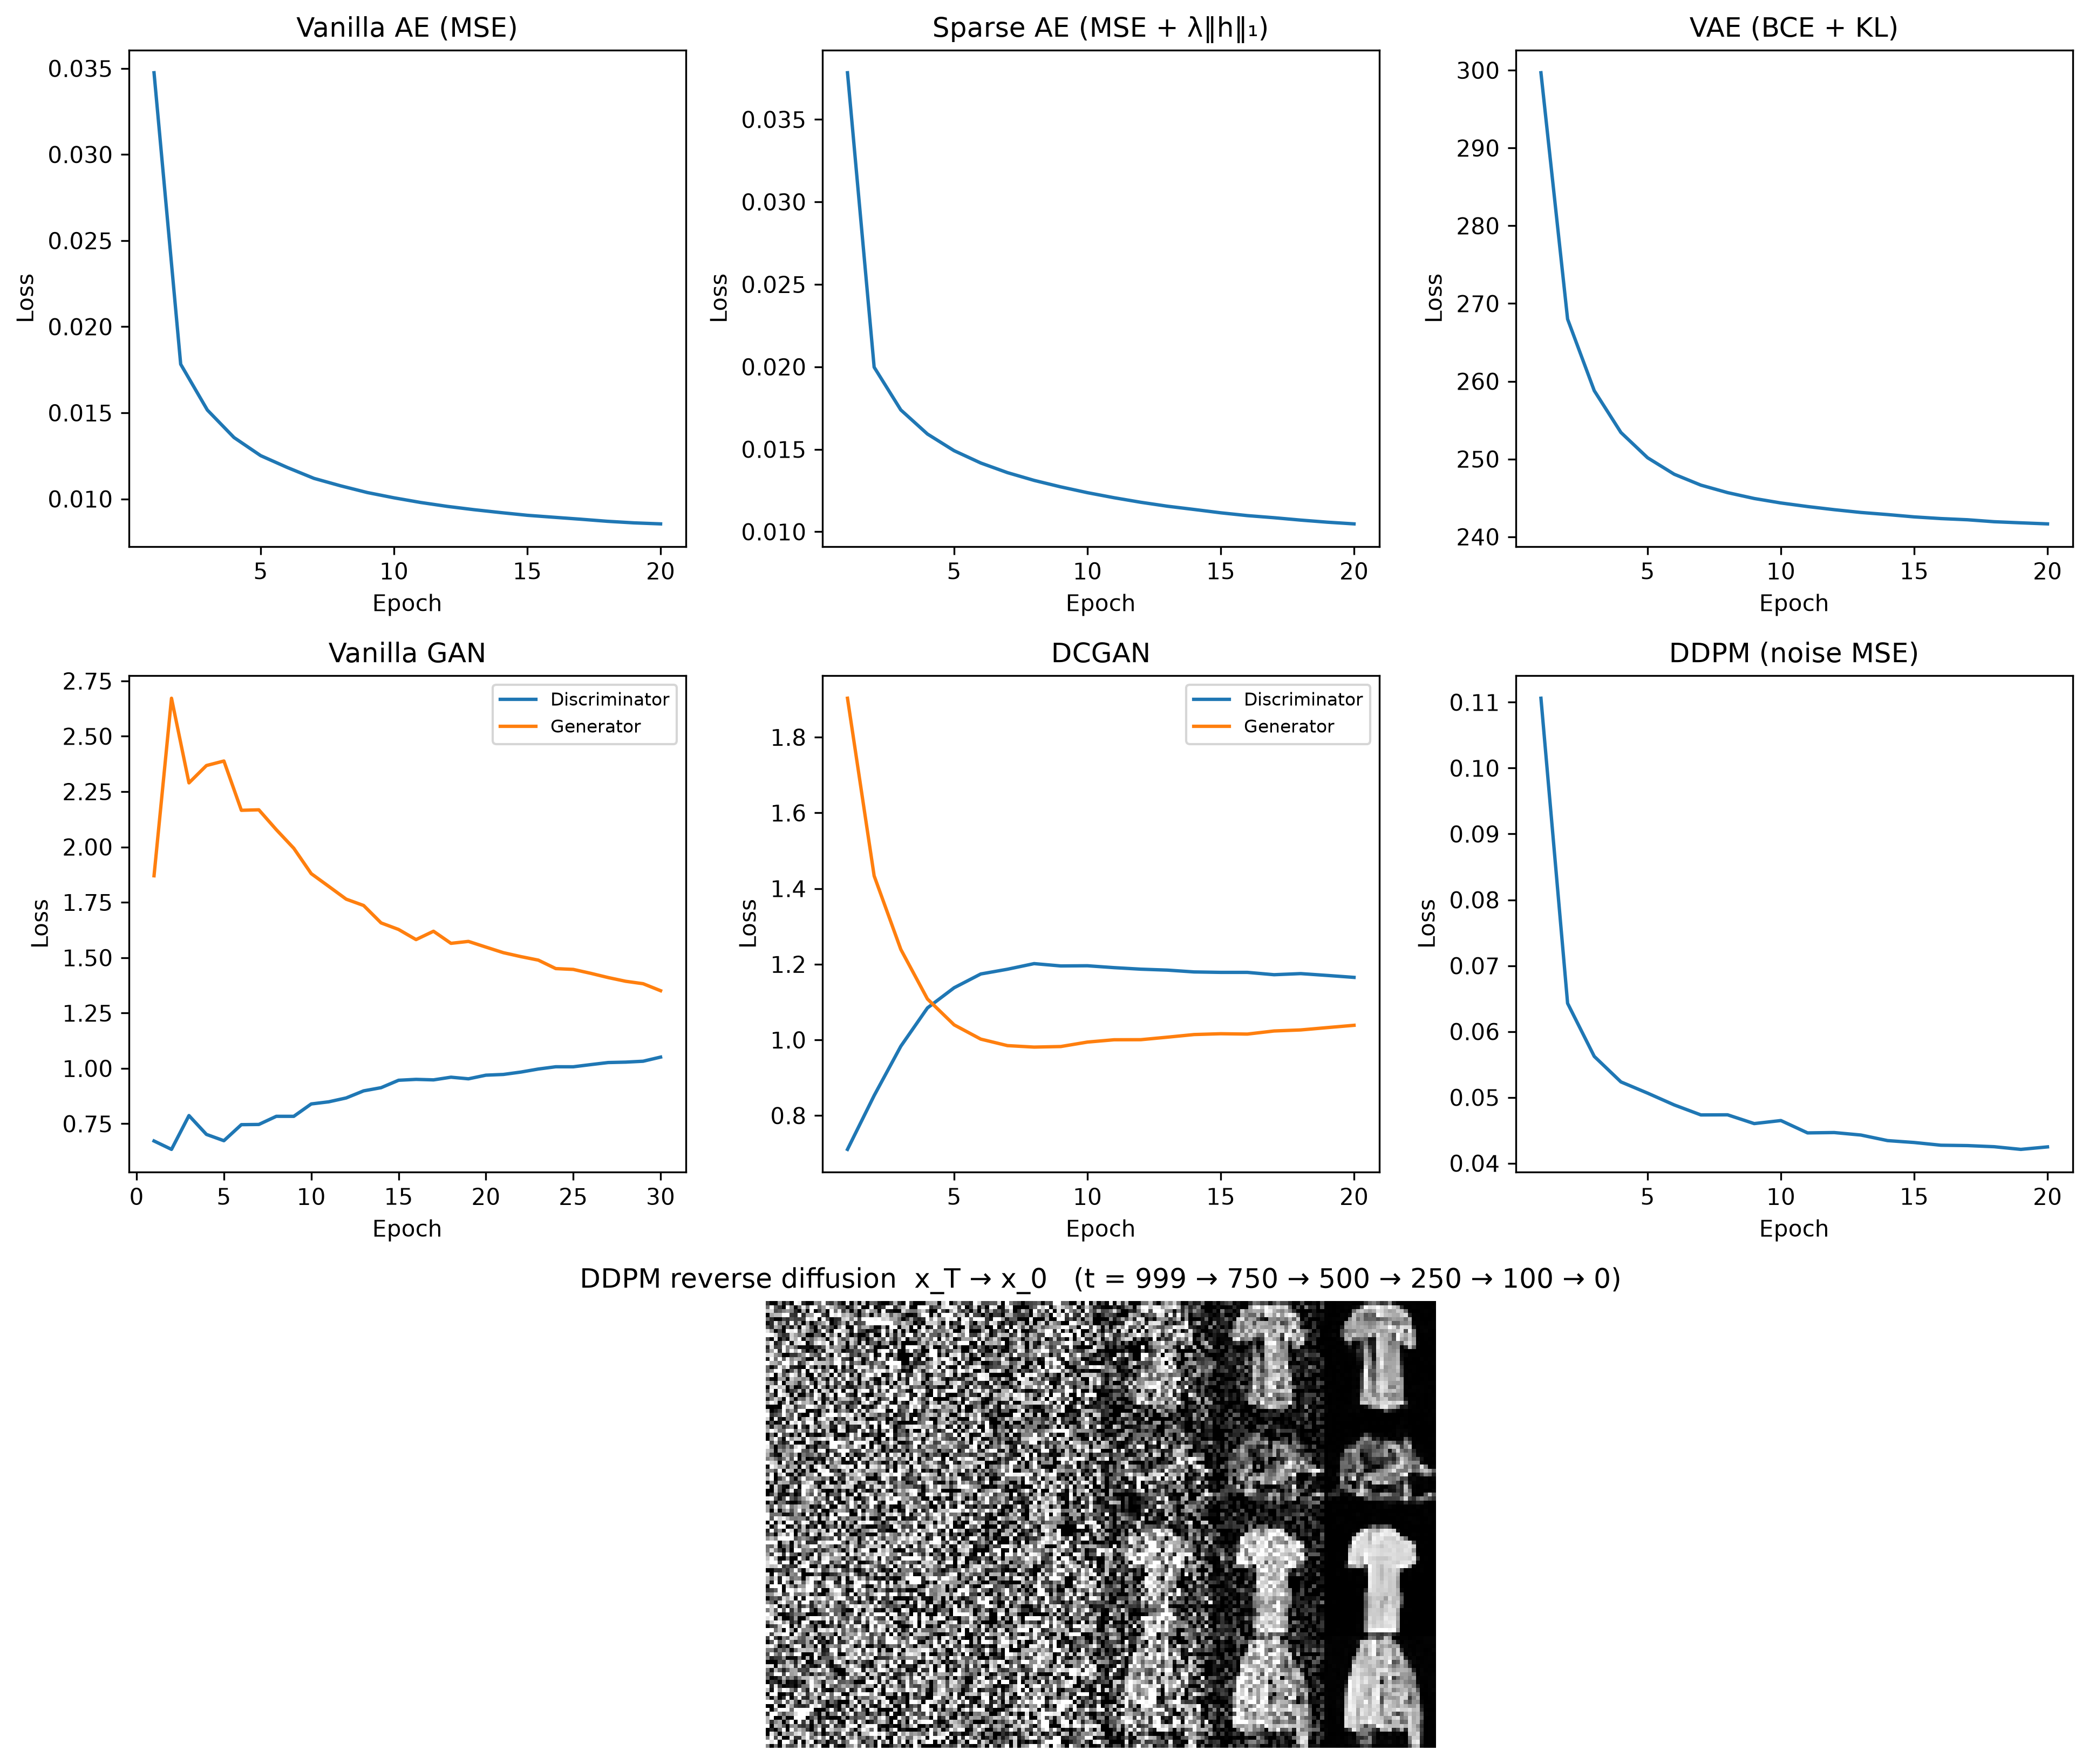 Vanilla AE (MSE)
Loss
0.035
0.030
0.025
0.020
0.015
0.010
5 10 15 20
Epoch
Sparse AE (MSE + λ‖h‖₁)
Loss
0.035
0.030
0.025
0.020
0.015
0.010
5 10 15 20
Epoch
VAE (BCE + KL)
Loss
300
290
280
270
260
250
240
5 10 15 20
Epoch
Vanilla GAN
Loss
2.75
2.50
2.25
2.00
1.75
1.50
1.25
1.00
0.75
Discriminator
Generator
0 5 10 15 20 25 30
Epoch
DCGAN
Loss
1.8
1.6
1.4
1.2
1.0
0.8
Discriminator
Generator
5 10 15 20
Epoch
DDPM (noise MSE)
Loss
0.11
0.10
0.09
0.08
0.07
0.06
0.05
0.04
5 10 15 20
Epoch
DDPM reverse diffusion x_T → x_0 (t = 999 → 750 → 500 → 250 → 100 → 0)